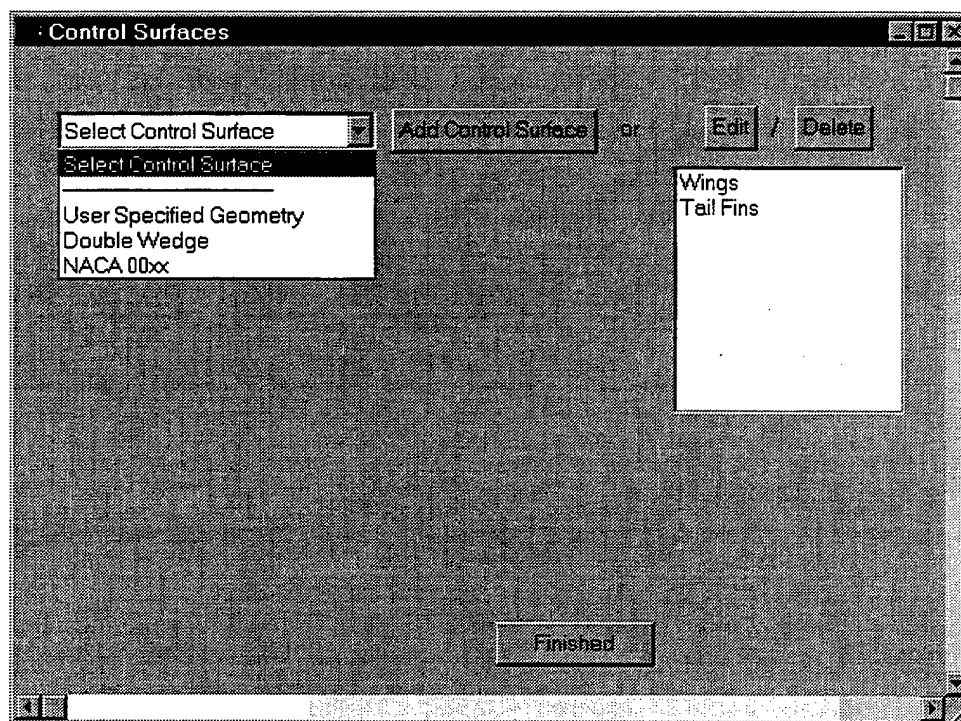 : Control Surfaces
Select Control Surface
Add Control Surface or Edit / Delete
Select Control Surface
User Specified Geometry
Double Wedge
NACA 00xx
Wings
Tail Fins
Finished